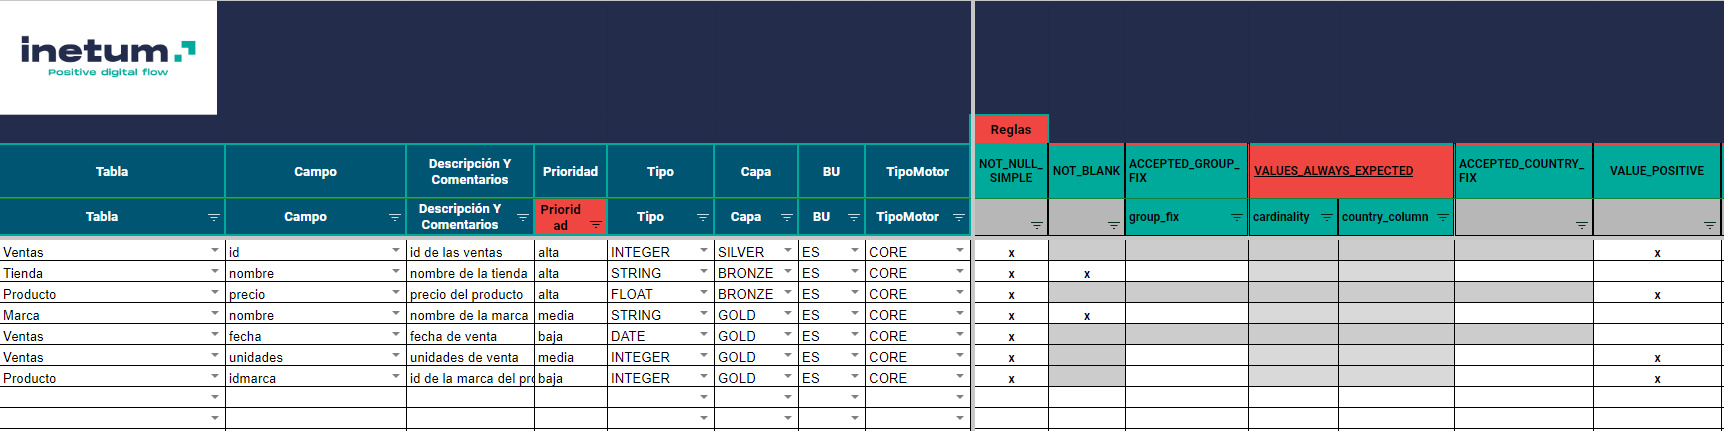 inetum.
Positive digital flow
Reglas
Tabla Campo Descripción Y Comentarios Prioridad Tipo Capa BU TipoMotor NOT_NULL_SIMPLE NOT_BLANK ACCEPTED_GROUP_FIX VALUES_ALWAYS_EXPECTED ACCEPTED_COUNTRY_FIX VALUE_POSITIVE
Tabla Campo Descripción Y Comentarios Prioridad Tipo Capa BU TipoMotor group_fix cardinality country_column
Ventas id id de las ventas alta INTEGER SILVER ES CORE x x
Tienda nombre nombre de la tienda alta STRING BRONZE ES CORE x x
Producto precio precio del producto alta FLOAT BRONZE ES CORE x x
Marca nombre nombre de la marca media STRING GOLD ES CORE x x
Ventas fecha fecha de venta baja DATE GOLD ES CORE x
Ventas unidades unidades de venta media INTEGER GOLD ES CORE x x
Producto idmarca id de la marca del pro baja INTEGER GOLD ES CORE x x